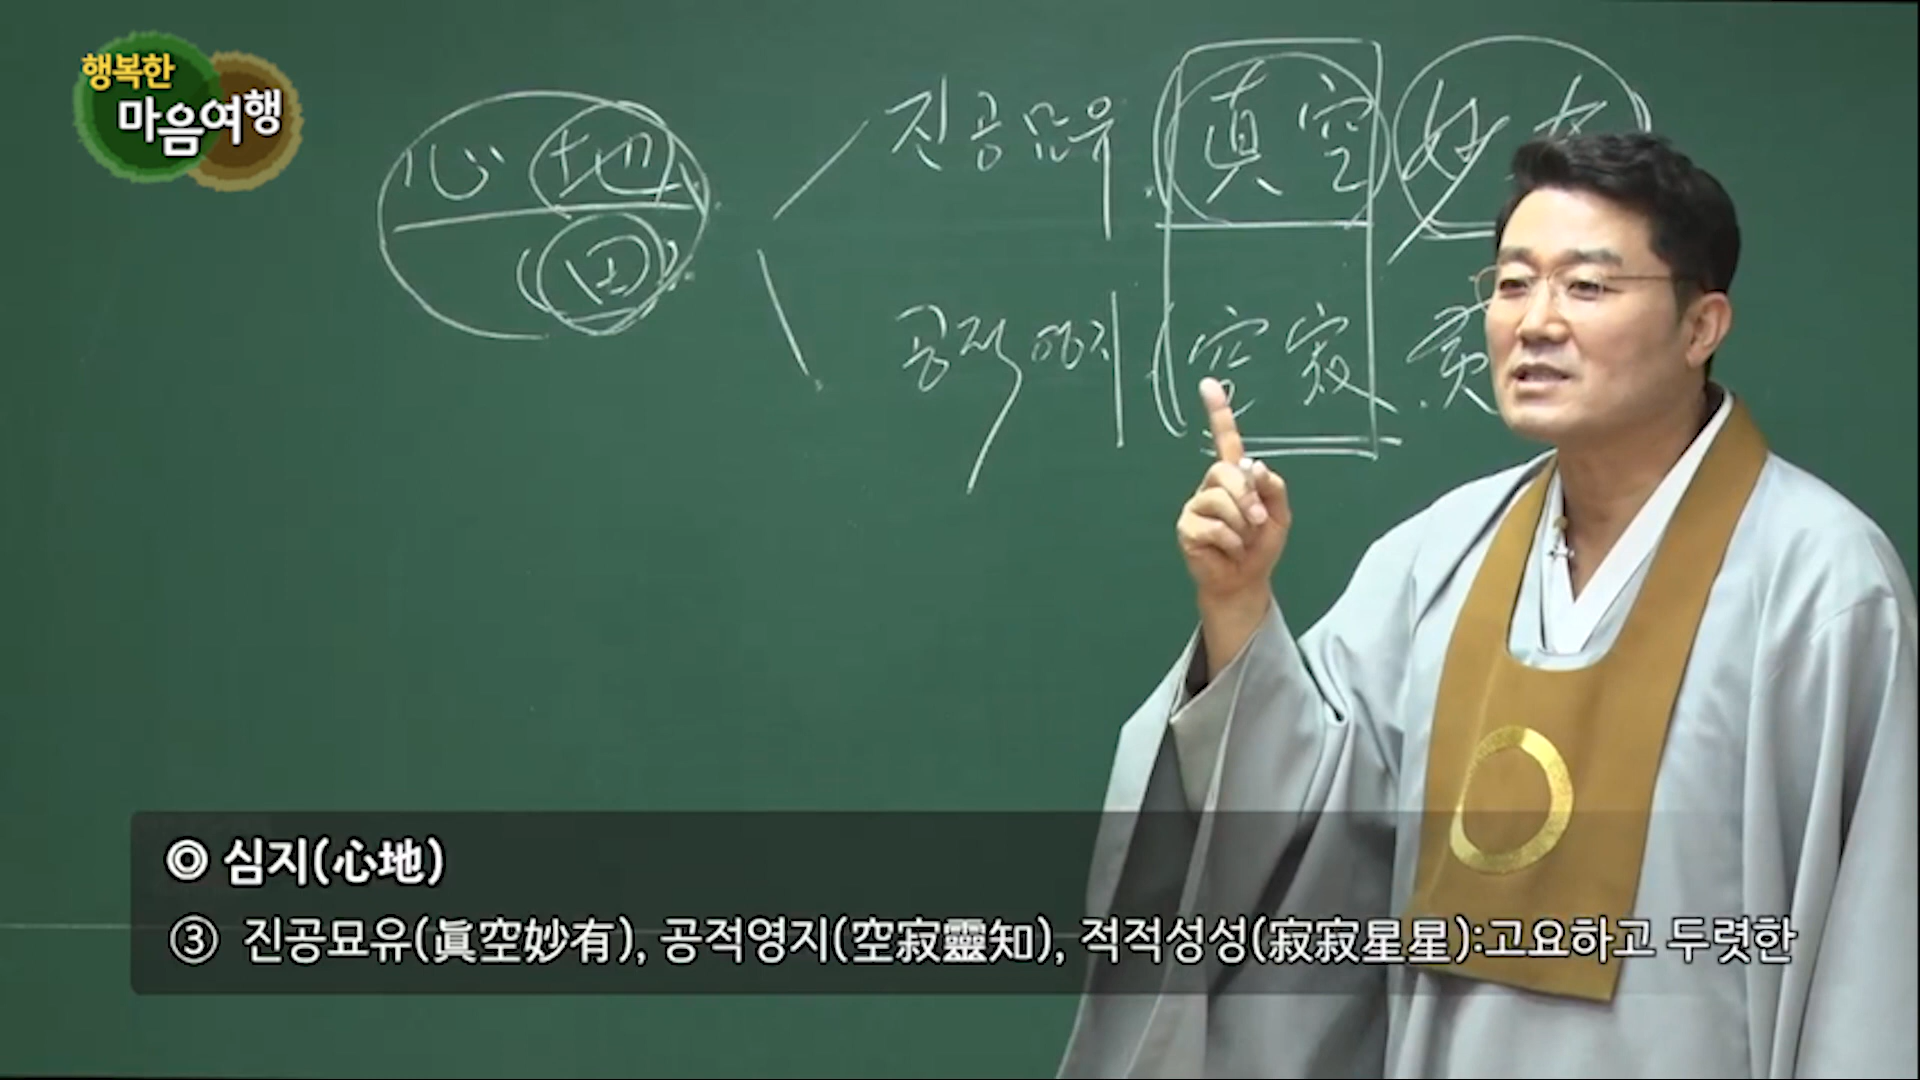 행복한
마음여행
心地
田
진공묘유 (眞空 妙有)
공적영지 (空寂
◎ 심지(心地)
③ 진공묘유(眞空妙有), 공적영지(空寂靈知), 적적성성(寂寂星星):고요하고 두렷한